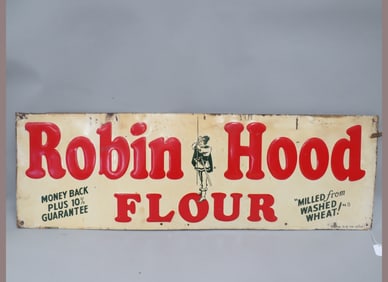 Robin Hood
MONEY BACK
PLUS 10%
GUARANTEE
FLOUR
"MILLED from
WASHED
WHEAT!"